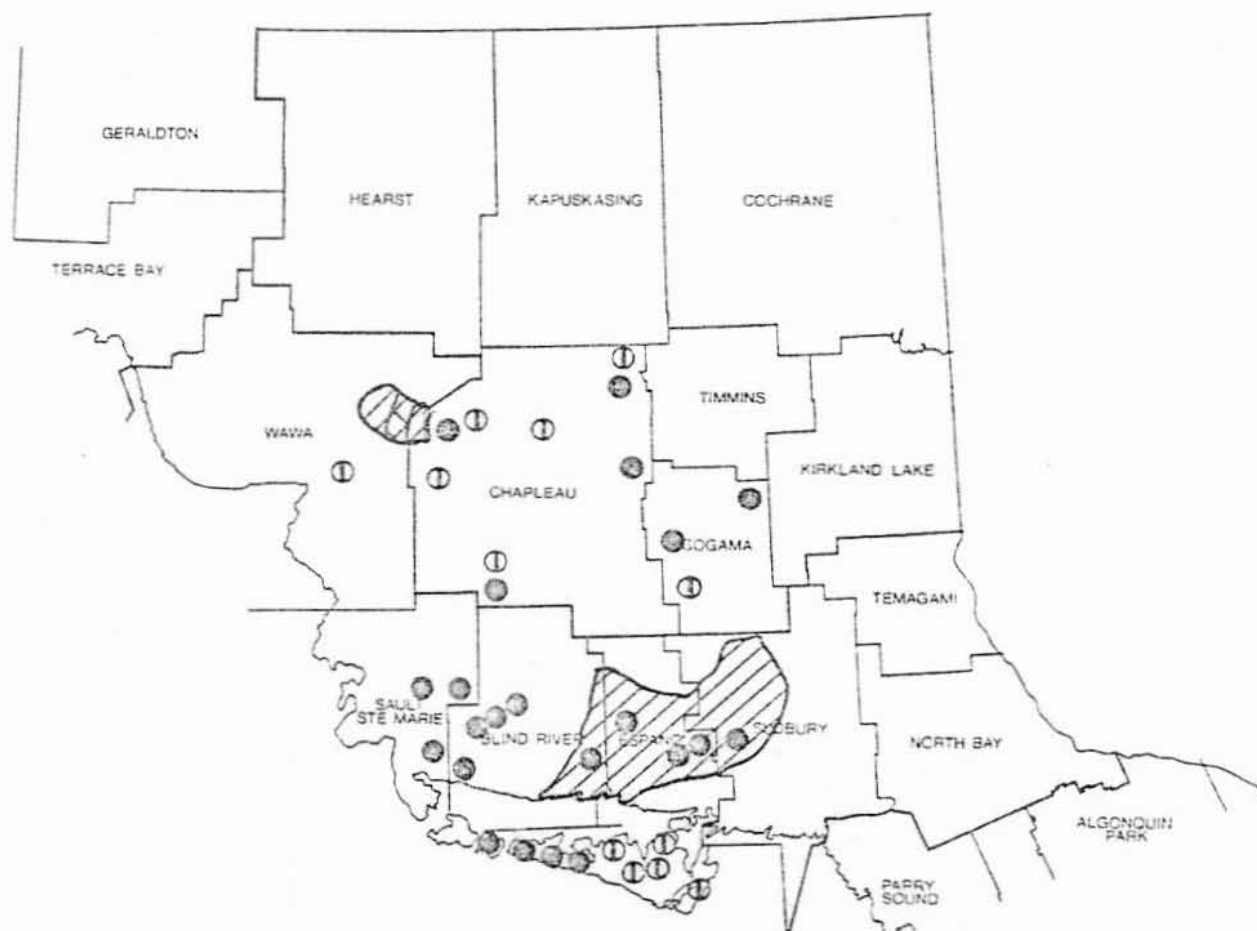 GERALDTON
HEARST
KAPUSKASING
COCHRANE
TERRACE BAY
TIMMINS
WAWA
KIRKLAND LAKE
CHAPLEAU
GOGAMA
TEMAGAMI
SAULT
STE MARIE
BLIND RIVER
SUDBURY
NORTH BAY
ALGONQUIN
PARK
PARRY
SOUND